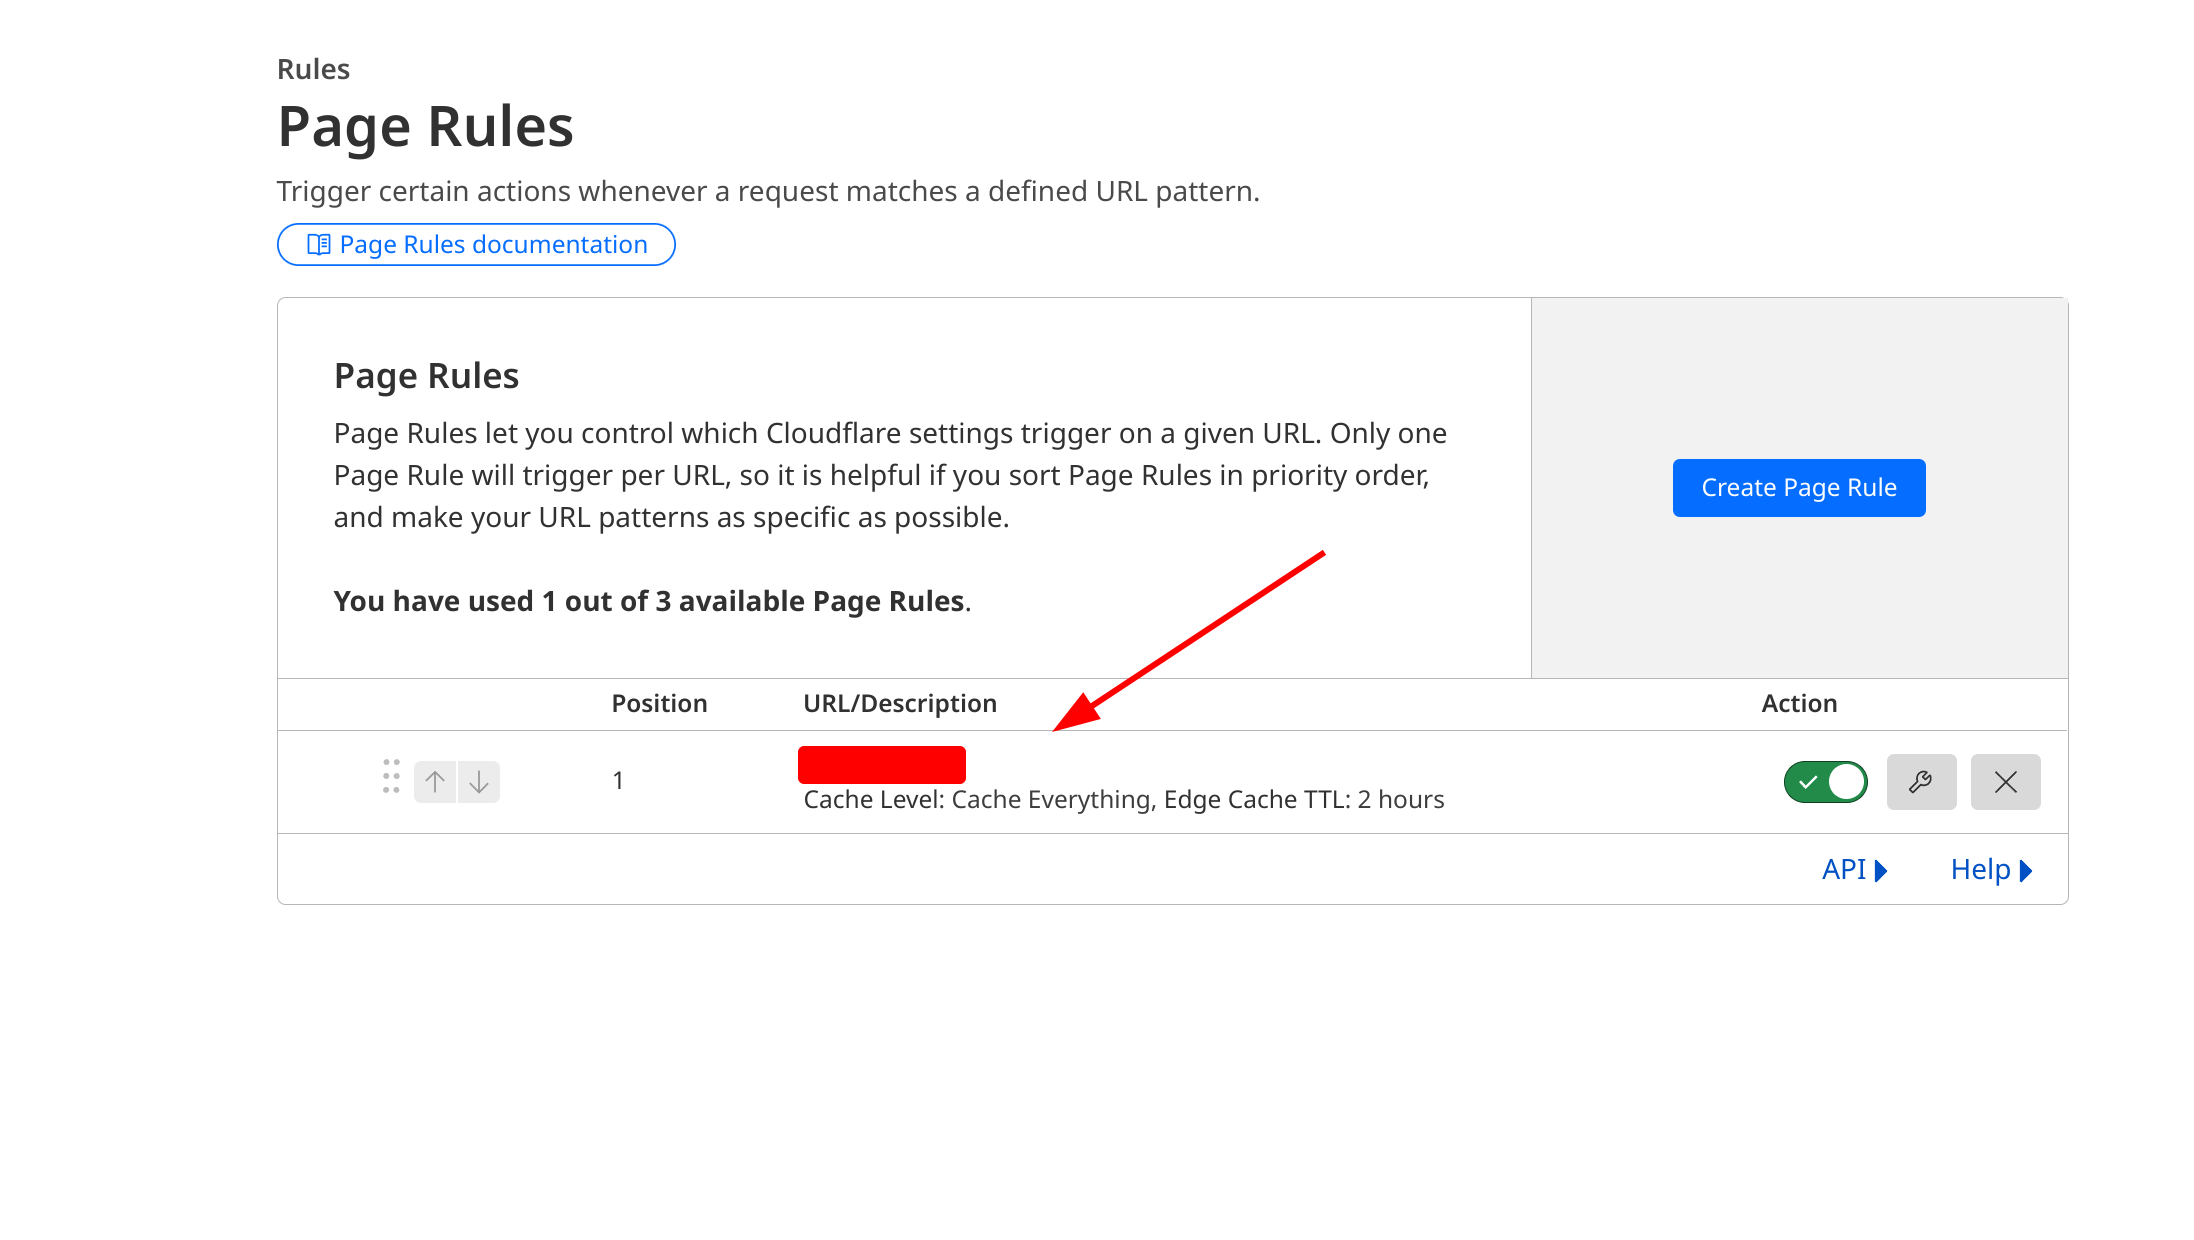 Rules
Page Rules
Trigger certain actions whenever a request matches a defined URL pattern.
Page Rules documentation
Page Rules
Page Rules let you control which Cloudflare settings trigger on a given URL. Only one
Page Rule will trigger per URL, so it is helpful if you sort Page Rules in priority order,
and make your URL patterns as specific as possible.
You have used 1 out of 3 available Page Rules.
Create Page Rule
Position URL/Description Action
1
Cache Level: Cache Everything, Edge Cache TTL: 2 hours
API Help